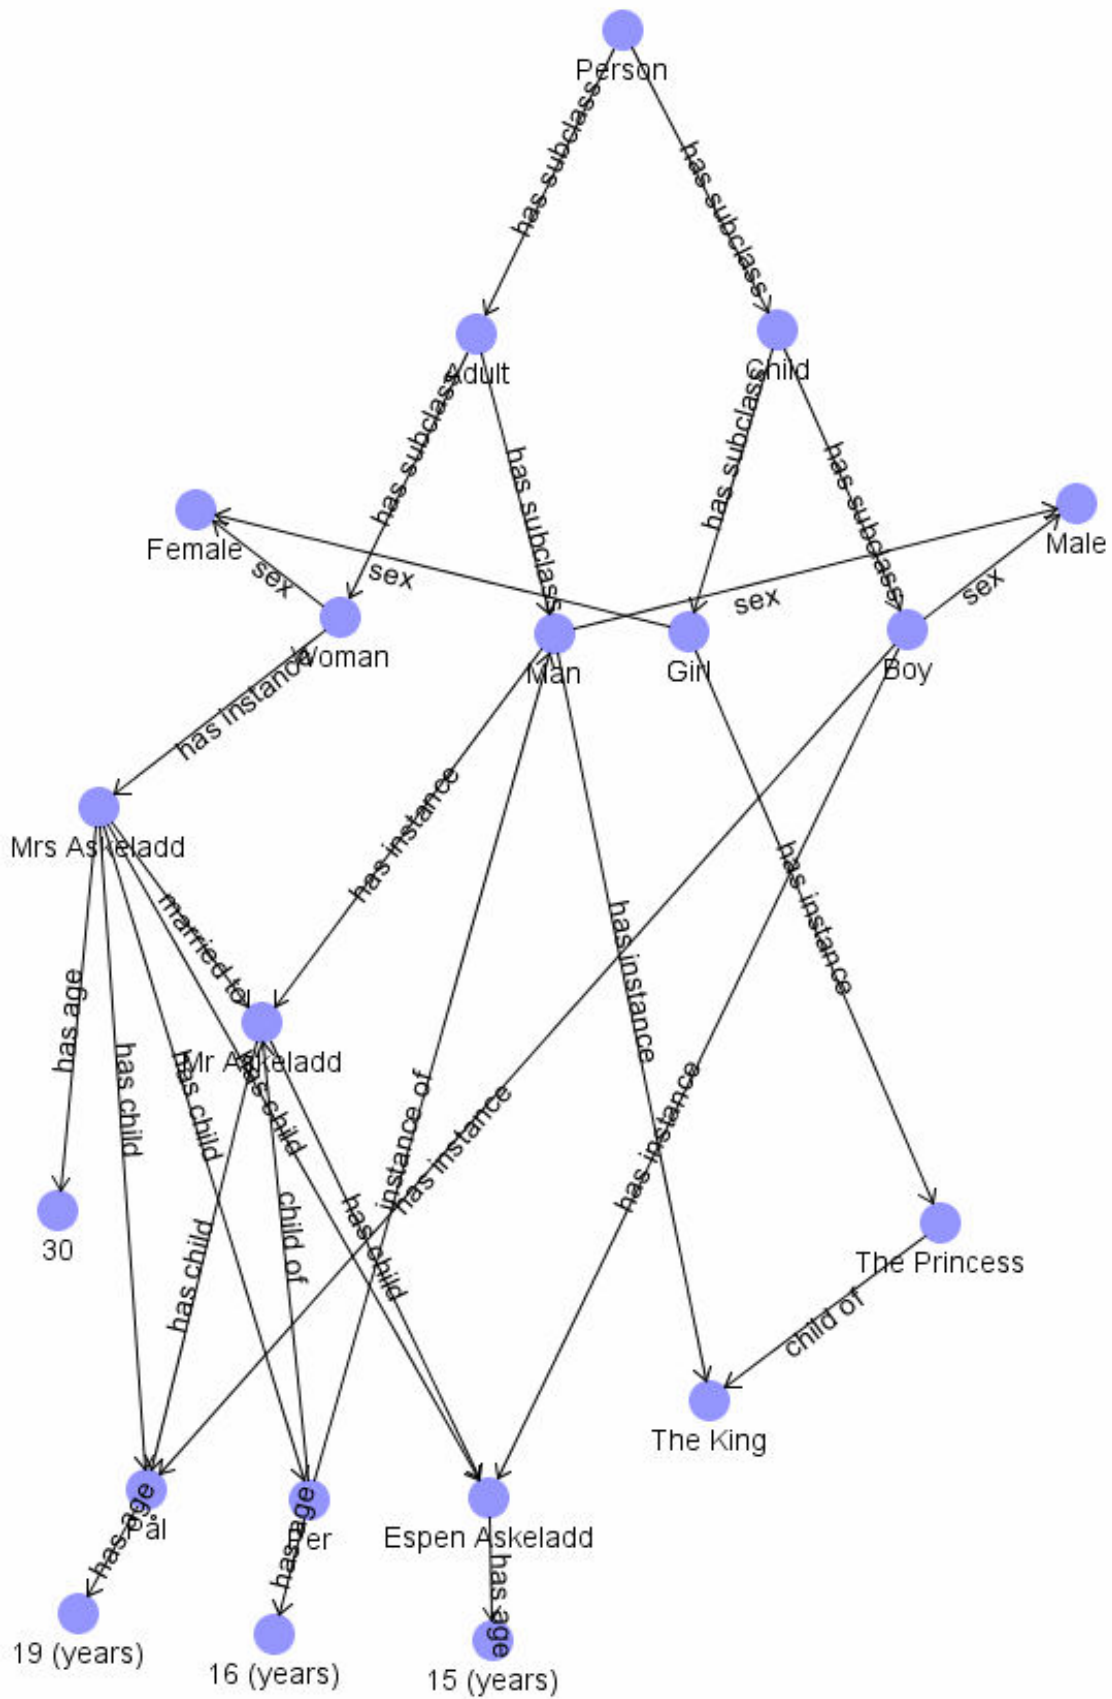 Person
has subclass
has subclass
Adult
Child
has subclass
has subclass
has subclass
has subclass
Female
Male
sex
sex
sex
sex
Woman
Man
Girl
Boy
has instance
has instance
has instance
has instance
Mrs Askeladd
married to
has age
Mr Askeladd
has child
has child
has child
instance of
has instance
has instance
30
has child
child of
has child
The Princess
child of
The King
Pål
Per
Espen Askeladd
has age
has age
has age
19 (years)
16 (years)
15 (years)